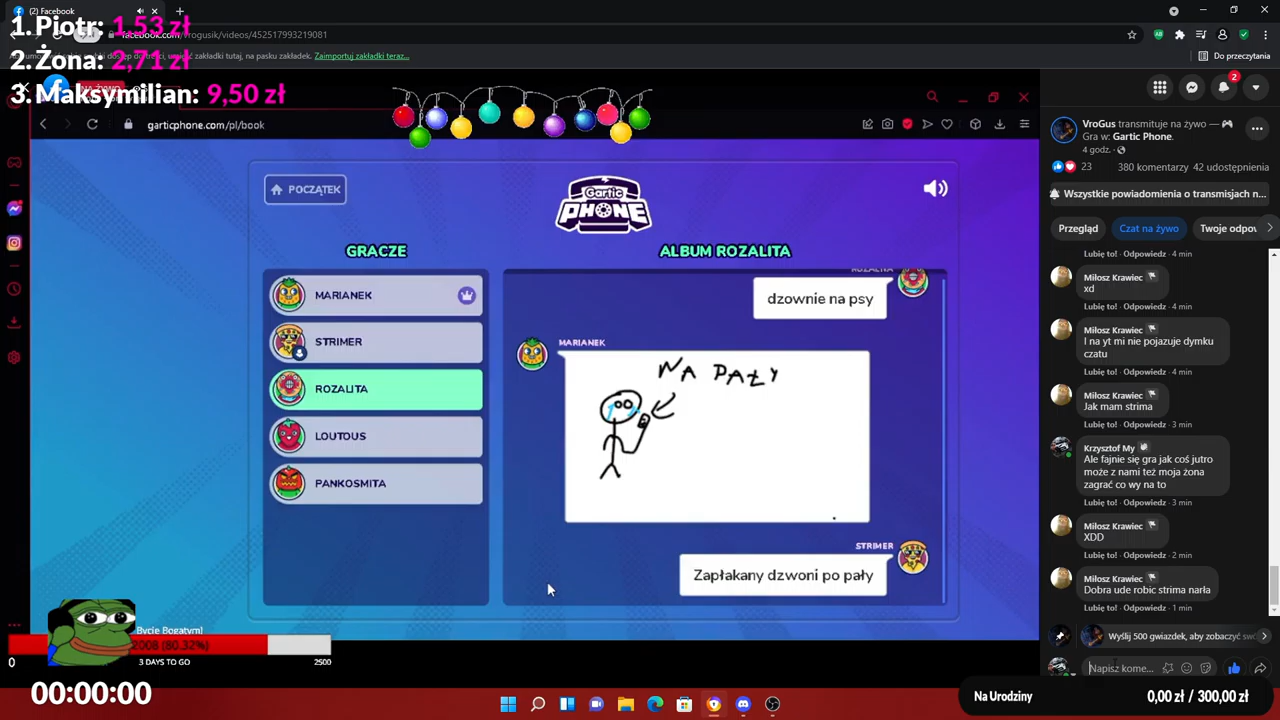 (2) Facebook
1. Piotr: 1,53 zł
2. Żona: 2,71 zł
3. Maksymilian: 9,50 zł
facebook.com/vrogusik/videos/452517993219081
Zaimportuj zakładki teraz...
Do przeczytania
garticphone.com/pl/book
POCZĄTEK
Gartic
PHONE
GRACZE
MARIANEK
STRIMER
ROZALITA
LOUTOUS
PANKOSMITA
ALBUM ROZALITA
dzownie na psy
MARIANEK
NA PAŁY
STRIMER
Zapłakany dzwoni po pały
2
VroGus transmituje na żywo
Gra w: Gartic Phone.
4 godz.
23
380 komentarzy 42 udostępnienia
Wszystkie powiadomienia o transmisjach n...
Przegląd
Czat na żywo
Twoje odpow
Lubię to! · Odpowiedz · 4 min
Miłosz Krawiec
xd
Lubię to! · Odpowiedz · 4 min
Miłosz Krawiec
I na yt mi nie pojazuje dymku
czatu
Lubię to! · Odpowiedz · 4 min
Miłosz Krawiec
Jak mam strima
Lubię to! · Odpowiedz · 3 min
Krzysztof My
Ale fajnie się gra jak coś jutro
może z nami też moja żona
zagrać co wy na to
Lubię to! · Odpowiedz · 3 min
Miłosz Krawiec
XDD
Lubię to! · Odpowiedz · 2 min
Miłosz Krawiec
Dobra ude robic strima narła
Lubię to! · Odpowiedz · 1 min
Wyślij 500 gwiazdek, aby zobaczyć sw
Napisz kome...
Bycie Bogatym!
2008 (80.32%)
0
3 DAYS TO GO
2500
00:00:00
Na Urodziny
0,00 zł / 300,00 zł